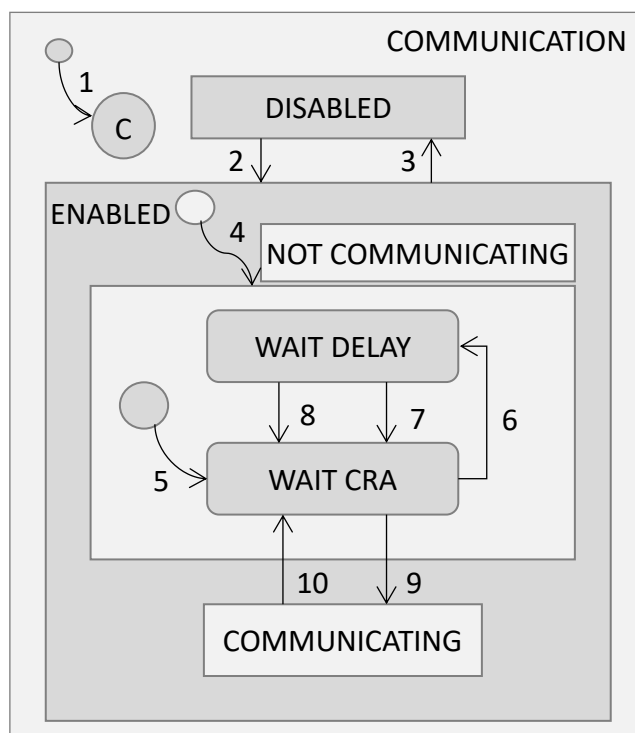 COMMUNICATION
1
C
DISABLED
2 3
ENABLED
4
NOT COMMUNICATING
WAIT DELAY
8 7 6
5
WAIT CRA
10 9
COMMUNICATING